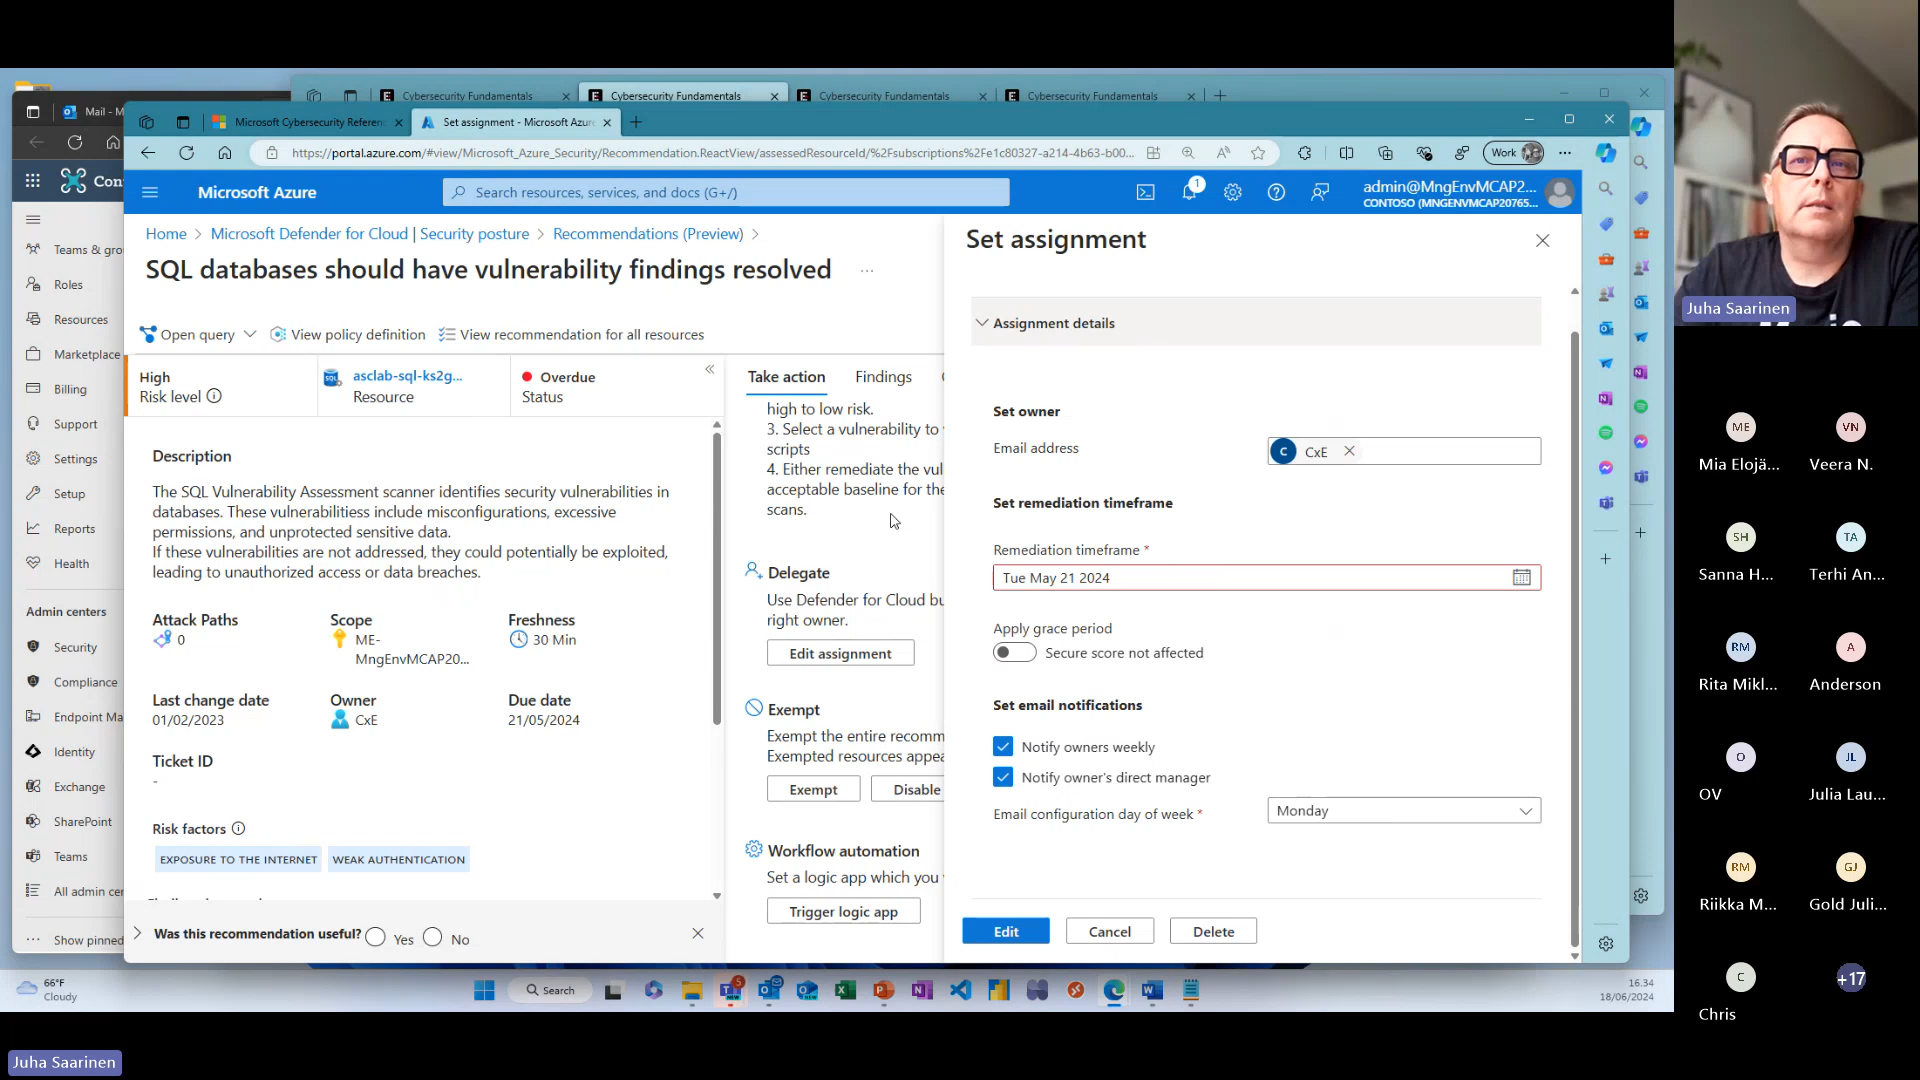 Cybersecurity Fundamentals
Cybersecurity Fundamentals
Cybersecurity Fundamentals
Cybersecurity Fundamentals
Mail - M
Microsoft Cybersecurity Referen
Set assignment - Microsoft Azur
https://portal.azure.com/#view/Microsoft_Azure_Security/Recommendation.ReactView/assessedResourceId/%2Fsubscriptions%2Fe1c80327-a214-4b63-b00...
Work
Con
Microsoft Azure
Search resources, services, and docs (G+/)
1
admin@MngEnvMCAP2...
CONTOSO (MNGENVMCAP20765...
Teams & gro
Roles
Resources
Marketplace
Billing
Support
Settings
Setup
Reports
Health
Admin centers
Security
Compliance
Endpoint Ma
Identity
Exchange
SharePoint
Teams
All admin cen
Show pinned
Home > Microsoft Defender for Cloud | Security posture > Recommendations (Preview) >
SQL databases should have vulnerability findings resolved ...
Open query
View policy definition
View recommendation for all resources
High
Risk level
asclab-sql-ks2g...
Resource
Overdue
Status
Description
The SQL Vulnerability Assessment scanner identifies security vulnerabilities in
databases. These vulnerabilitiess include misconfigurations, excessive
permissions, and unprotected sensitive data.
If these vulnerabilities are not addressed, they could potentially be exploited,
leading to unauthorized access or data breaches.
Attack Paths
0
Scope
ME-
MngEnvMCAP20...
Freshness
30 Min
Last change date
01/02/2023
Owner
CxE
Due date
21/05/2024
Ticket ID
-
Risk factors
EXPOSURE TO THE INTERNET
WEAK AUTHENTICATION
Was this recommendation useful? Yes No
Take action
Findings
high to low risk.
3. Select a vulnerability to
scripts
4. Either remediate the vul
acceptable baseline for the
scans.
Delegate
Use Defender for Cloud bu
right owner.
Edit assignment
Exempt
Exempt the entire recomm
Exempted resources appea
Exempt
Disable
Workflow automation
Set a logic app which you
Trigger logic app
Set assignment
Assignment details
Set owner
Email address
C CxE
Set remediation timeframe
Remediation timeframe *
Tue May 21 2024
Apply grace period
Secure score not affected
Set email notifications
Notify owners weekly
Notify owner's direct manager
Email configuration day of week *
Monday
Edit
Cancel
Delete
66°F
Cloudy
Search
NEW
5
NEW
16.34
18/06/2024
Juha Saarinen
Juha Saarinen
ME
Mia Elojä...
VN
Veera N.
SH
Sanna H...
TA
Terhi An...
RM
Rita Mikl...
A
Anderson
O
OV
JL
Julia Lau...
RM
Riikka M...
GJ
Gold Juli...
C
Chris
+17